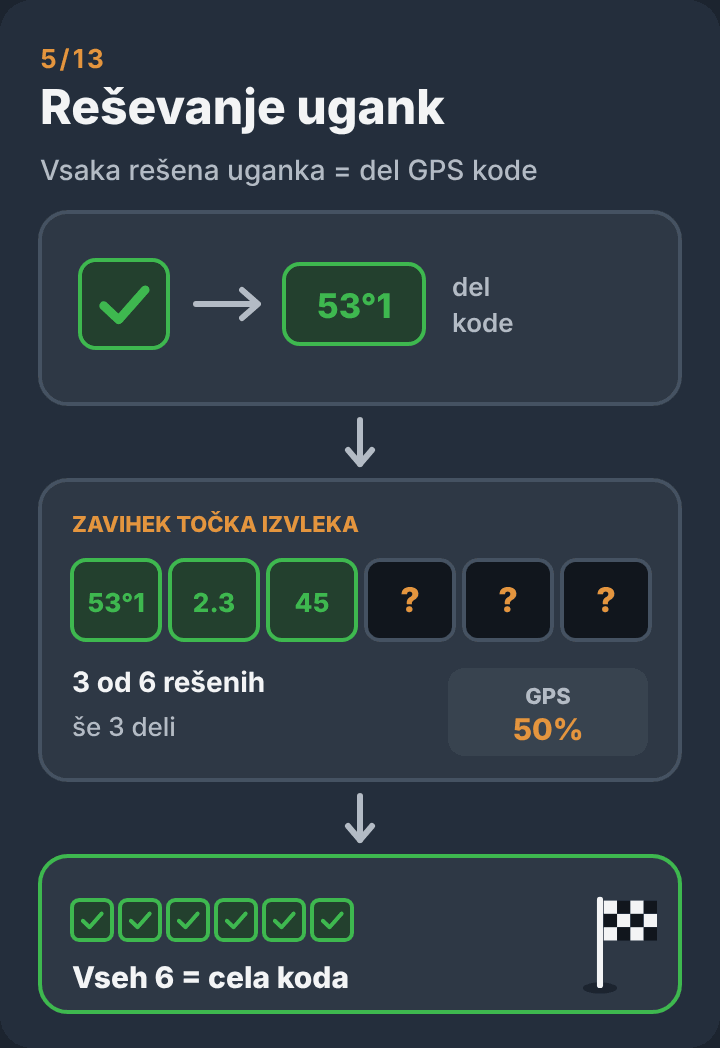 5/13
Reševanje ugank
Vsaka rešena uganka = del GPS kode
53°1
del
kode
ZAVIHEK TOČKA IZVLEKA
53°1 2.3 45 ? ? ?
3 od 6 rešenih
še 3 deli
GPS
50%
Vseh 6 = cela koda